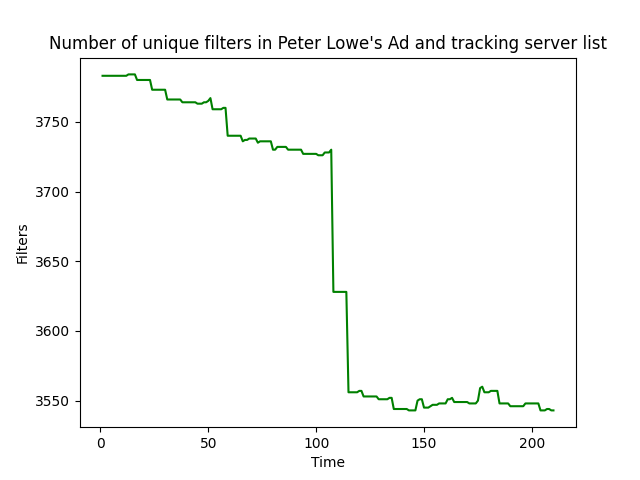 Number of unique filters in Peter Lowe's Ad and tracking server list
3750
3700
3650
3600
3550
Filters
0 50 100 150 200
Time